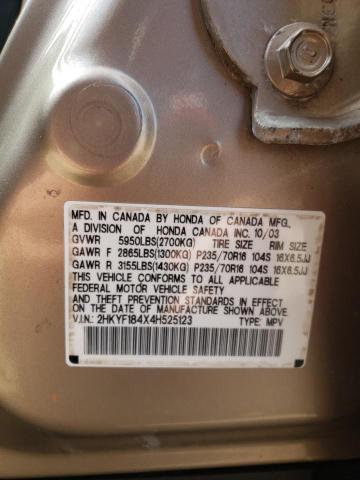 MFD. IN CANADA BY HONDA OF CANADA MFG.,
A DIVISION OF HONDA CANADA INC. 10/03
GVWR 5950LBS(2700KG) TIRE SIZE RIM SIZE
GAWR F 2865LBS(1300KG) P235/70R16 104S 16X6.5JJ
GAWR R 3155LBS(1430KG) P235/70R16 104S 16X6.5JJ
THIS VEHICLE CONFORMS TO ALL APPLICABLE
FEDERAL MOTOR VEHICLE SAFETY
AND THEFT PREVENTION STANDARDS IN EFFECT
ON THE DATE OF MANUFACTURE SHOWN ABOVE.
V.I.N.: 2HKYF184X4H525123 TYPE: MPV